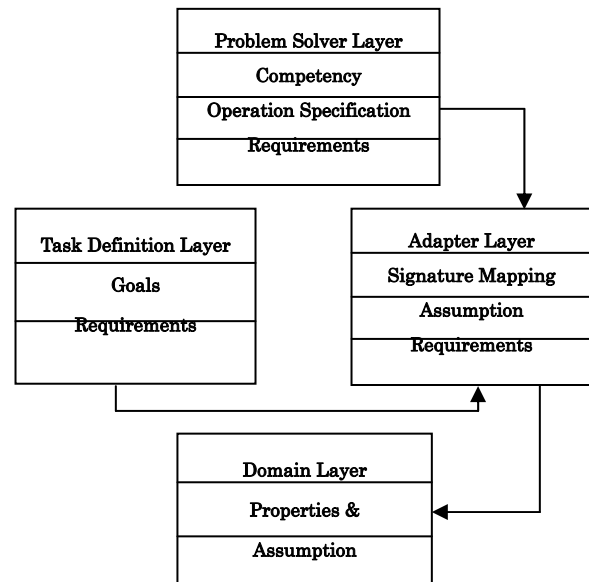 Problem Solver Layer
Competency
Operation Specification
Requirements
Task Definition Layer
Goals
Requirements
Adapter Layer
Signature Mapping
Assumption
Requirements
Domain Layer
Properties &
Assumption